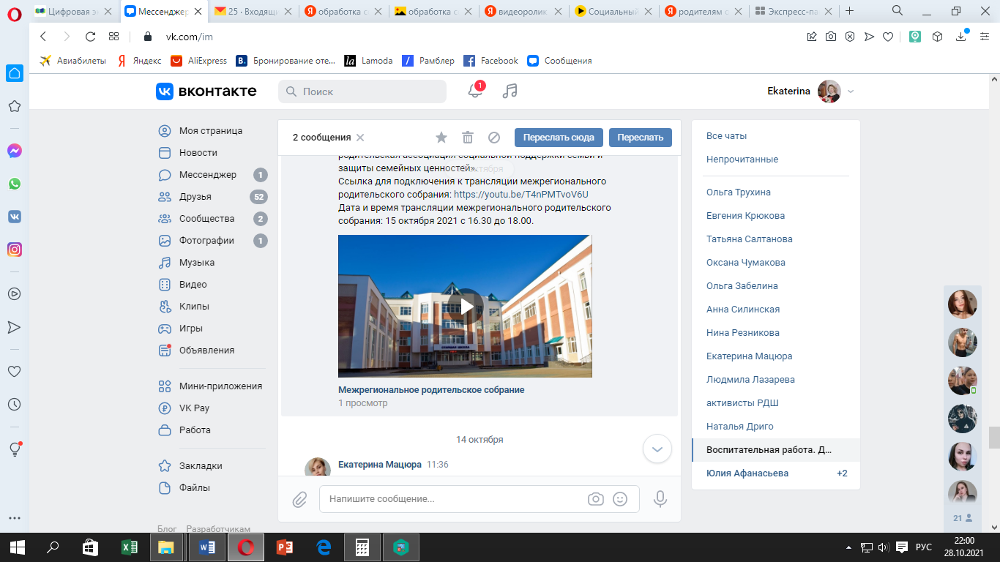 Цифровая эк
Мессенджер
25 · Входящи
обработка с
обработка с
видеоролик
Социальный
родителям с
Экспресс-па
vk.com/im
Авиабилеты
Яндекс
AliExpress
Бронирование оте...
Lamoda
Рамблер
Facebook
Сообщения
вконтакте
Поиск
1
Ekaterina
Моя страница
Новости
Мессенджер 1
Друзья 52
Сообщества 2
Фотографии 1
Музыка
Видео
Клипы
Игры
Объявления
Мини-приложения
VK Pay
Работа
Закладки
Файлы
Блог Разработчикам
2 сообщения
Переслать сюда
Переслать
родительская ассоциация социальной поддержки семьи и
защиты семейных ценностей».
Ссылка для подключения к трансляции межрегионального
родительского собрания: https://youtu.be/T4nPMTvoV6U
Дата и время трансляции межрегионального родительского
собрания: 15 октября 2021 с 16.30 до 18.00.
Межрегиональное родительское собрание
1 просмотр
14 октября
Екатерина Мацюра 11:36
Напишите сообщение...
Все чаты
Непрочитанные
Ольга Трухина
Евгения Крюкова
Татьяна Салтанова
Оксана Чумакова
Ольга Забелина
Анна Силинская
Нина Резникова
Екатерина Мацюра
Людмила Лазарева
активисты РДШ
Наталья Дриго
Воспитательная работа. Д...
Юлия Афанасьева +2
21
РУС
22:00
28.10.2021